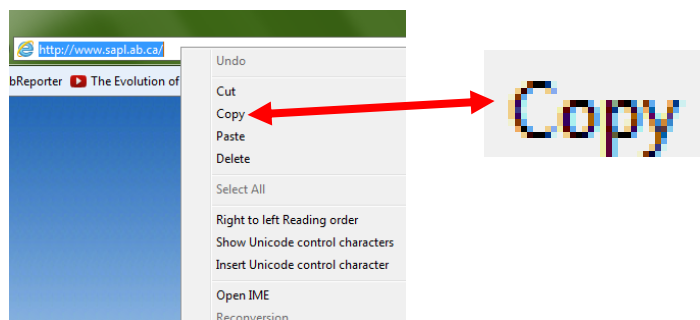 http://www.sapl.ab.ca/
bReporter The Evolution of
Undo
Cut
Copy
Paste
Delete
Select All
Right to left Reading order
Show Unicode control characters
Insert Unicode control character
Open IME
Reconversion
Copy